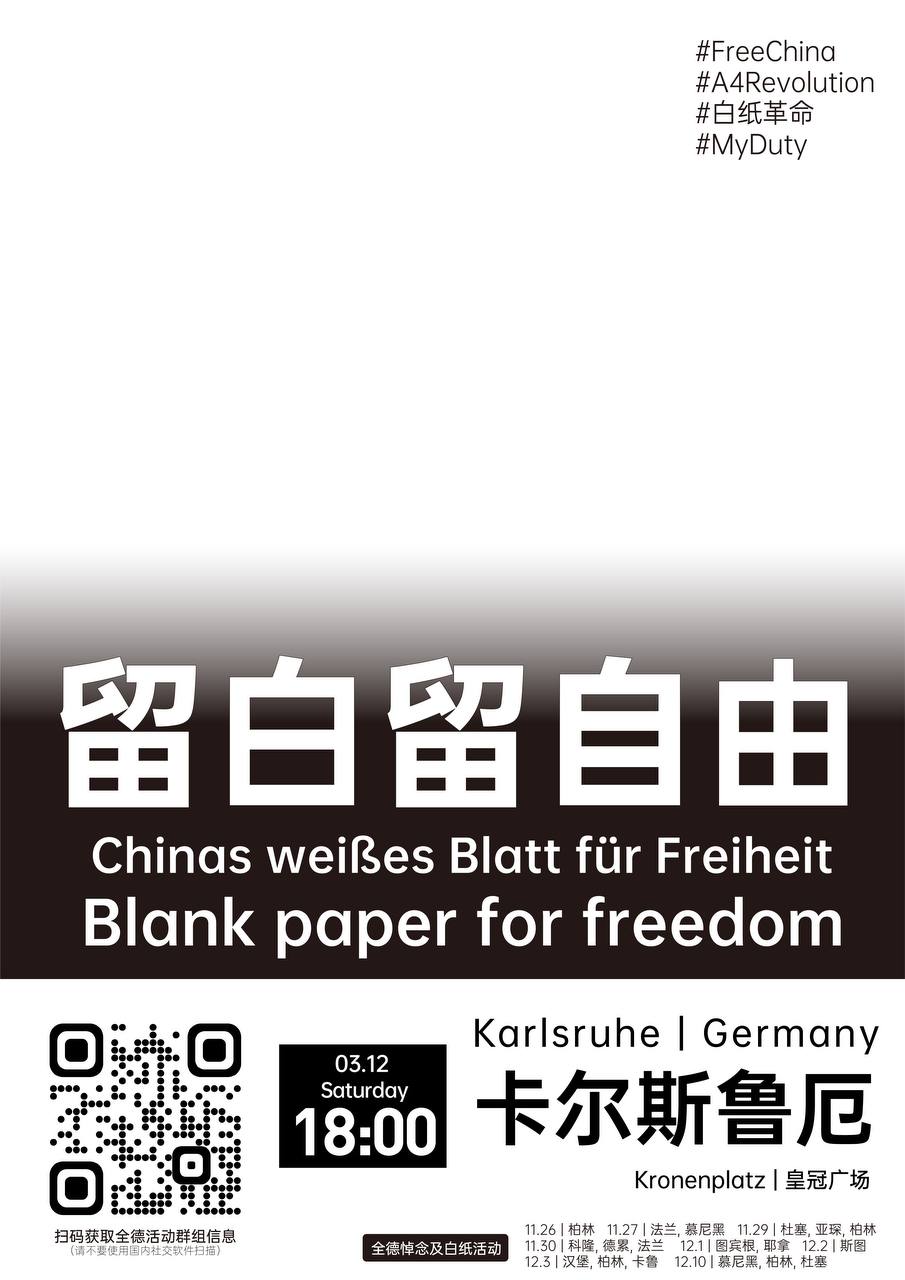 #FreeChina
#A4Revolution
#白纸革命
#MyDuty
留白留自由
Chinas weißes Blatt für Freiheit
Blank paper for freedom
Karlsruhe | Germany
03.12
Saturday
18:00
卡尔斯鲁厄
Kronenplatz | 皇冠广场
扫码获取全德活动群组信息
(请不要使用国内社交软件扫描)
全德悼念及白纸活动
11.26 | 柏林 11.27 | 法兰, 慕尼黑 11.29 | 杜塞, 亚琛, 柏林
11.30 | 科隆, 德累, 法兰 12.1 | 图宾根, 耶拿 12.2 | 斯图
12.3 | 汉堡, 柏林, 卡鲁 12.10 | 慕尼黑, 柏林, 杜塞